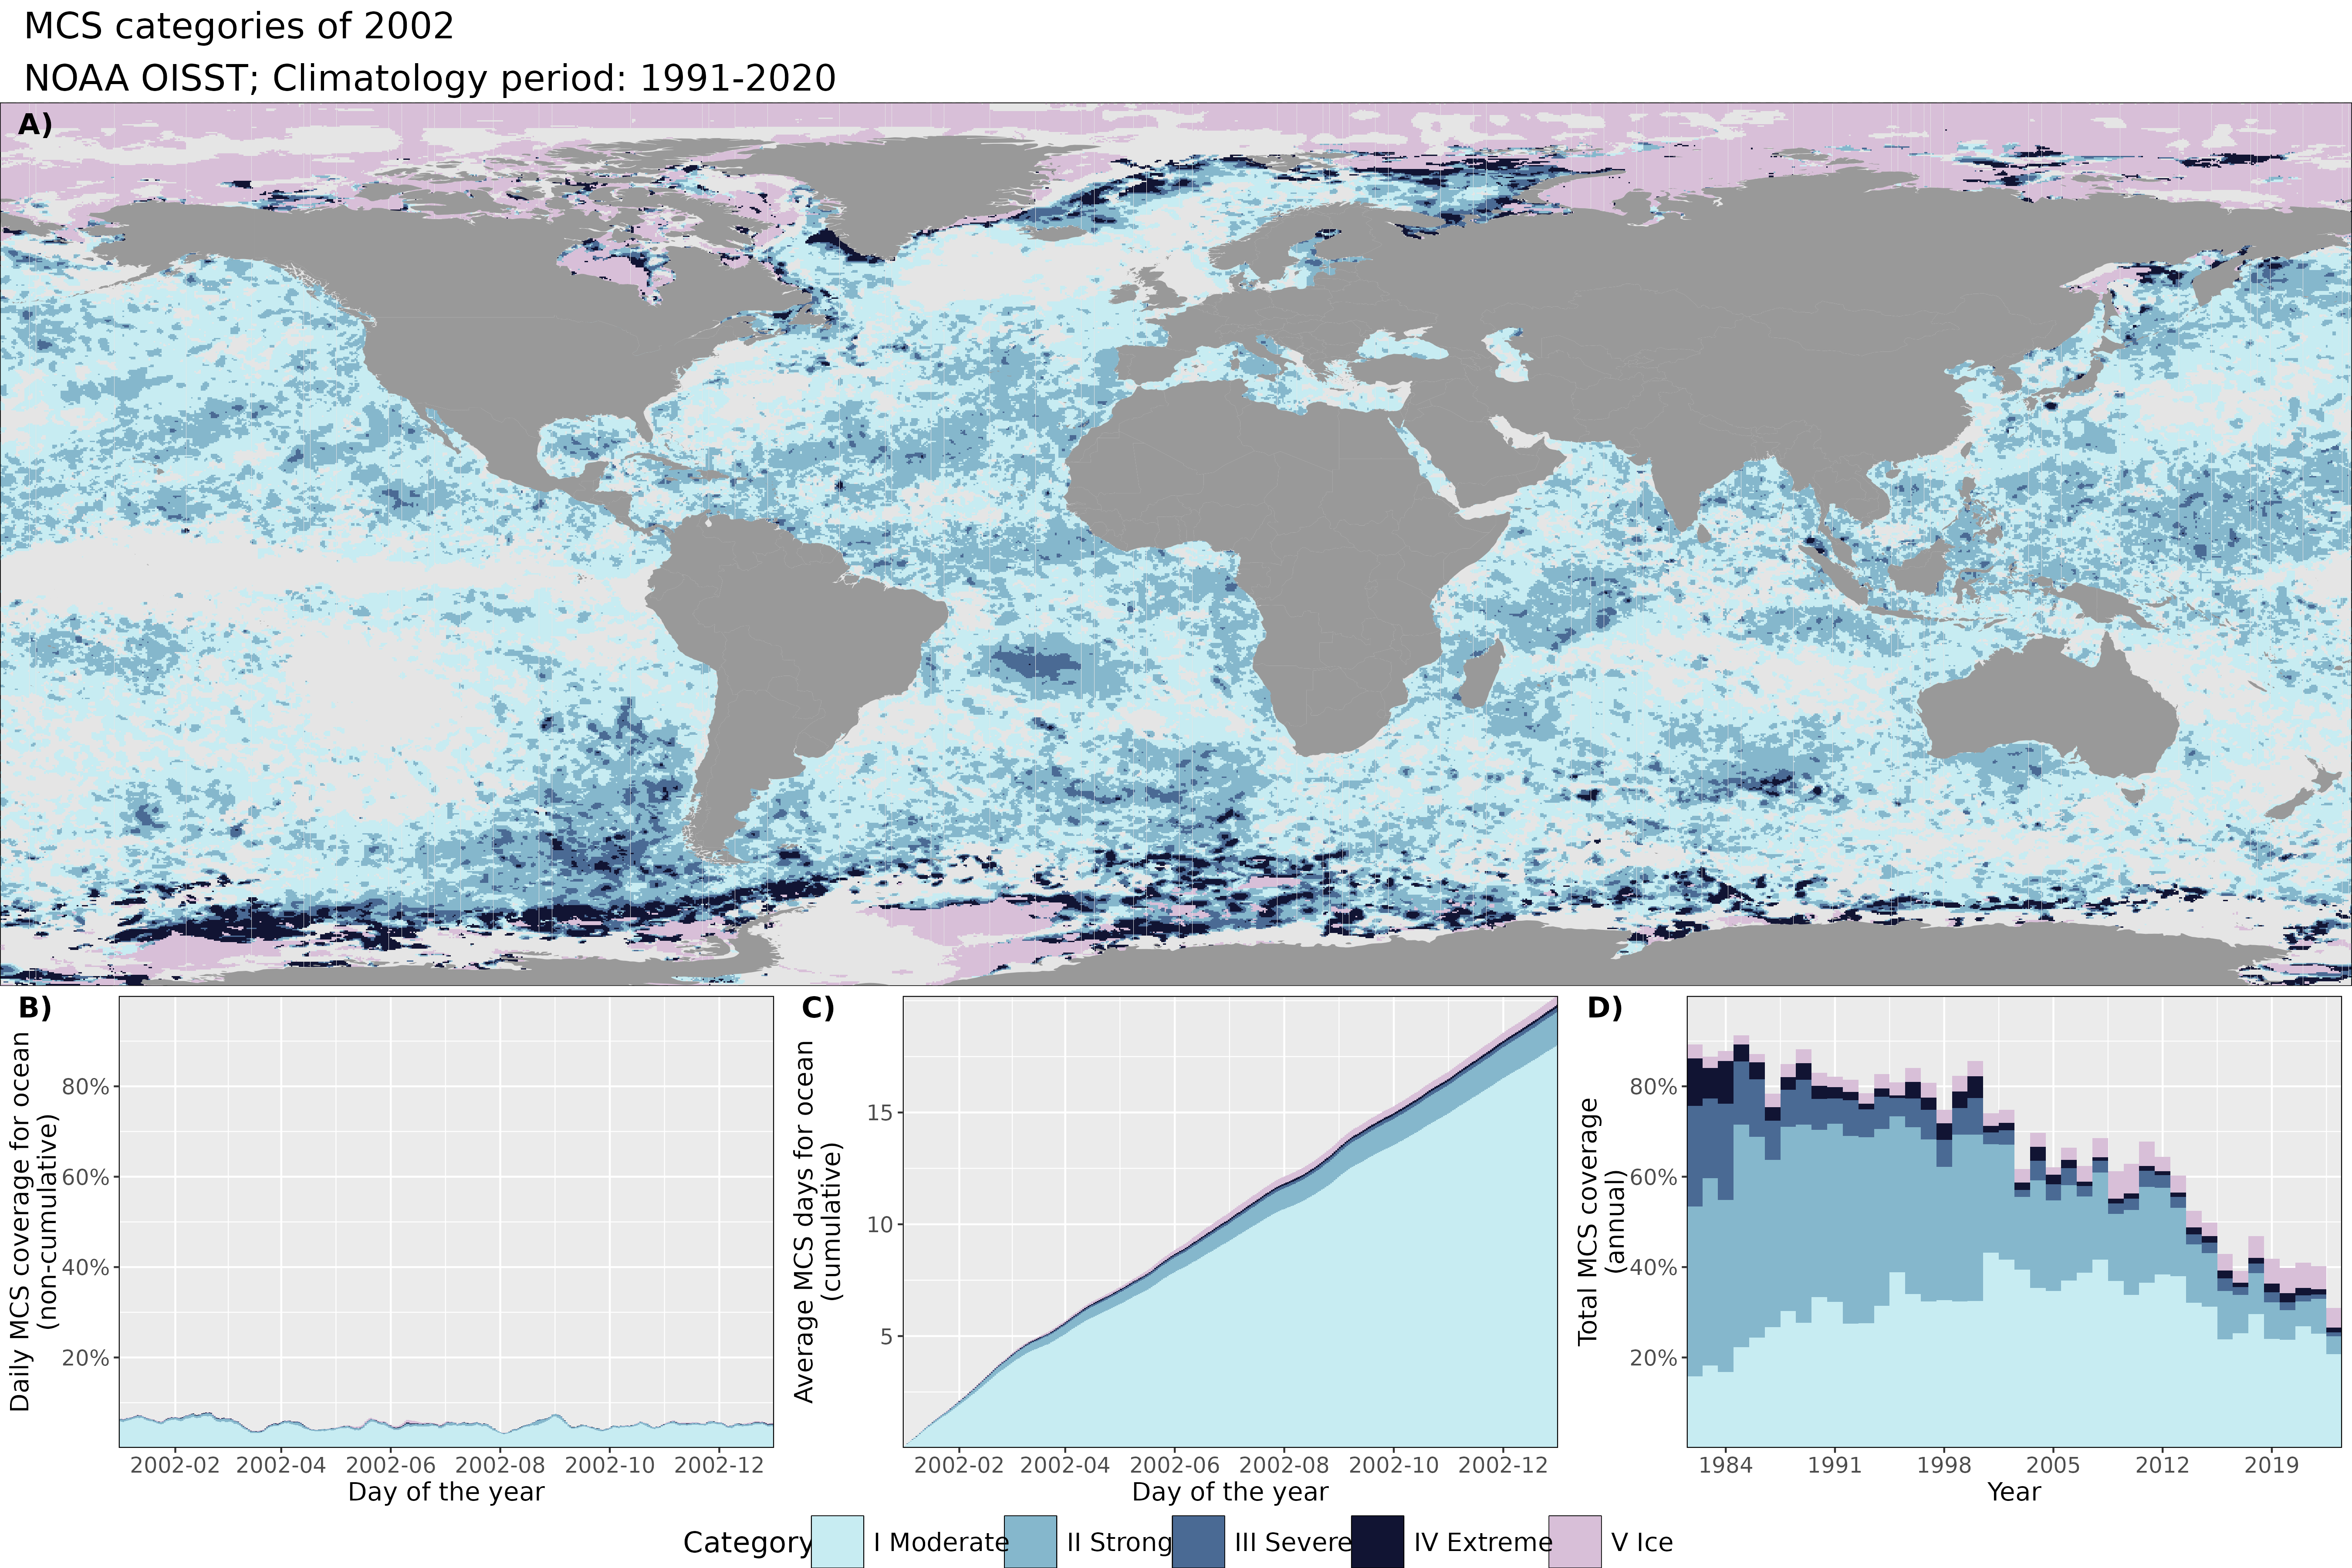 MCS categories of 2002
NOAA OISST; Climatology period: 1991-2020
A)
B)
Daily MCS coverage for ocean
(non-cumulative)
80%
60%
40%
20%
2002-02 2002-04 2002-06 2002-08 2002-10 2002-12
Day of the year
C)
Average MCS days for ocean
(cumulative)
15
10
5
2002-02 2002-04 2002-06 2002-08 2002-10 2002-12
Day of the year
D)
Total MCS coverage
(annual)
80%
60%
40%
20%
1984 1991 1998 2005 2012 2019
Year
Category I Moderate II Strong III Severe IV Extreme V Ice